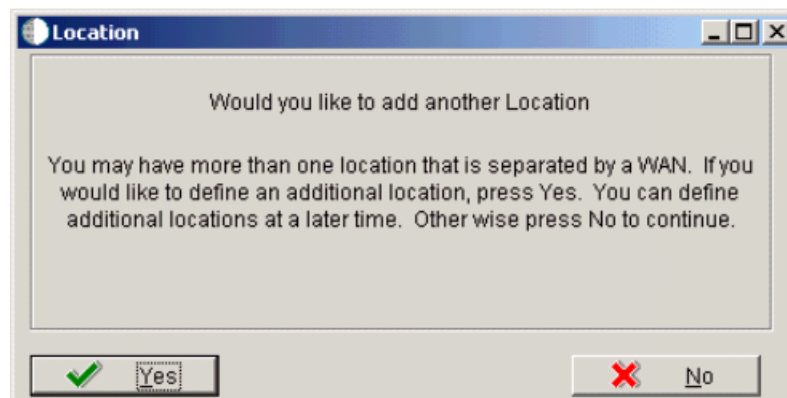 Location
Would you like to add another Location
You may have more than one location that is separated by a WAN. If you
would like to define an additional location, press Yes. You can define
additional locations at a later time. Other wise press No to continue.
Yes
No